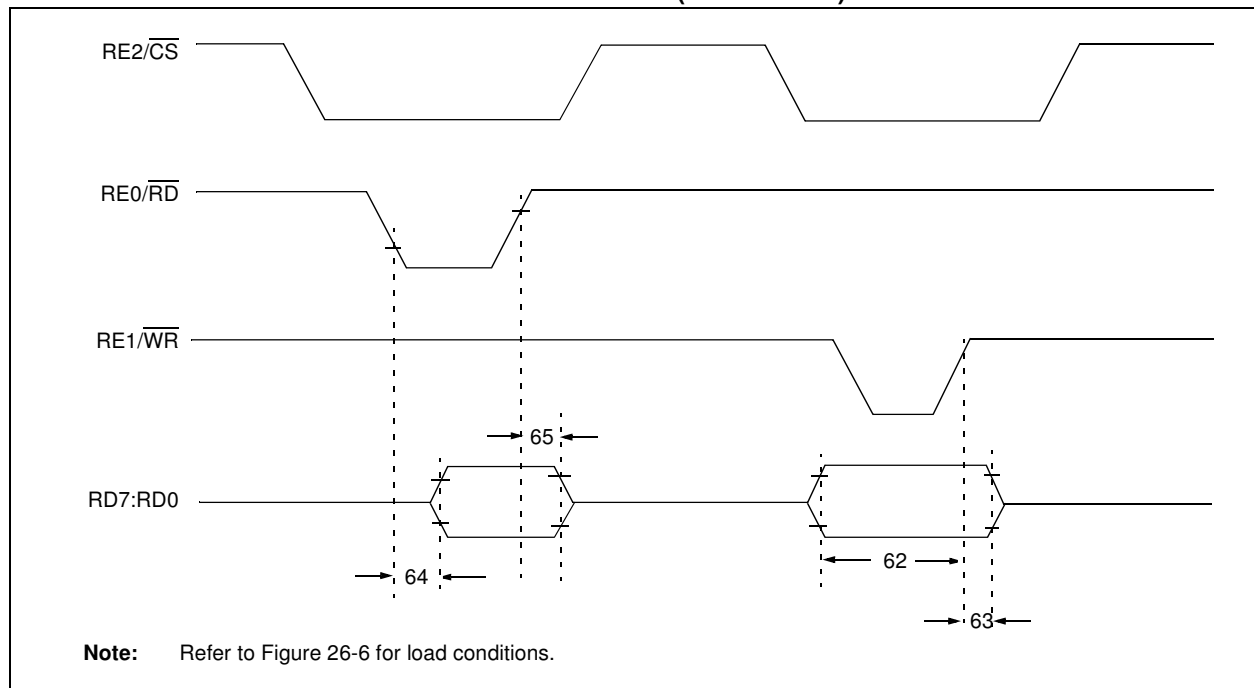 RE2/CS
RE0/RD
RE1/WR
65
RD7:RD0
64
62
63
Note: Refer to Figure 26-6 for load conditions.